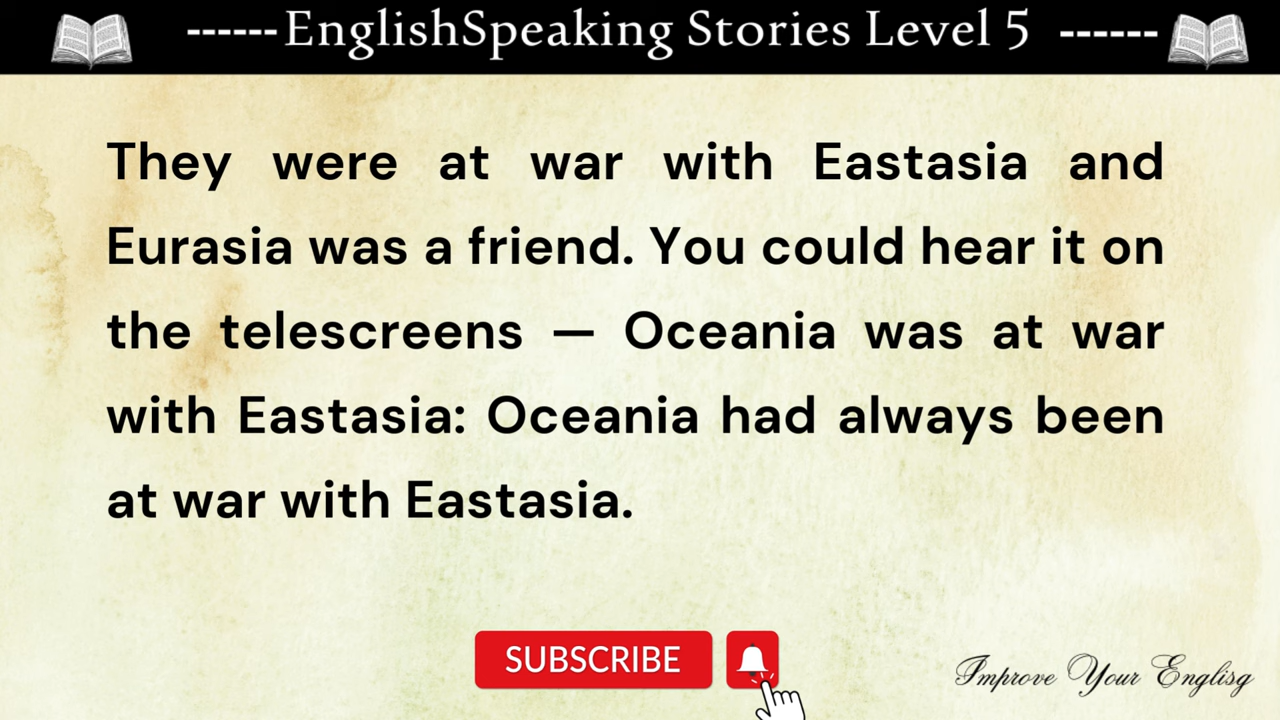 ------EnglishSpeaking Stories Level 5 ------
They were at war with Eastasia and
Eurasia was a friend. You could hear it on
the telescreens — Oceania was at war
with Eastasia: Oceania had always been
at war with Eastasia.
SUBSCRIBE
Improve Your Englisg